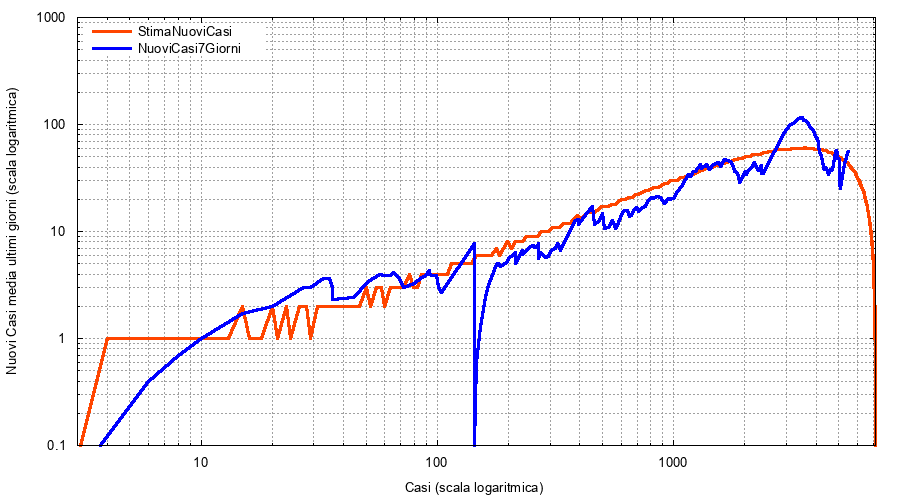 1000
StimaNuoviCasi
NuoviCasi7Giorni
100
10
1
0.1
Nuovi Casi media ultimi giorni (scala logaritmica)
10
100
1000
Casi (scala logaritmica)